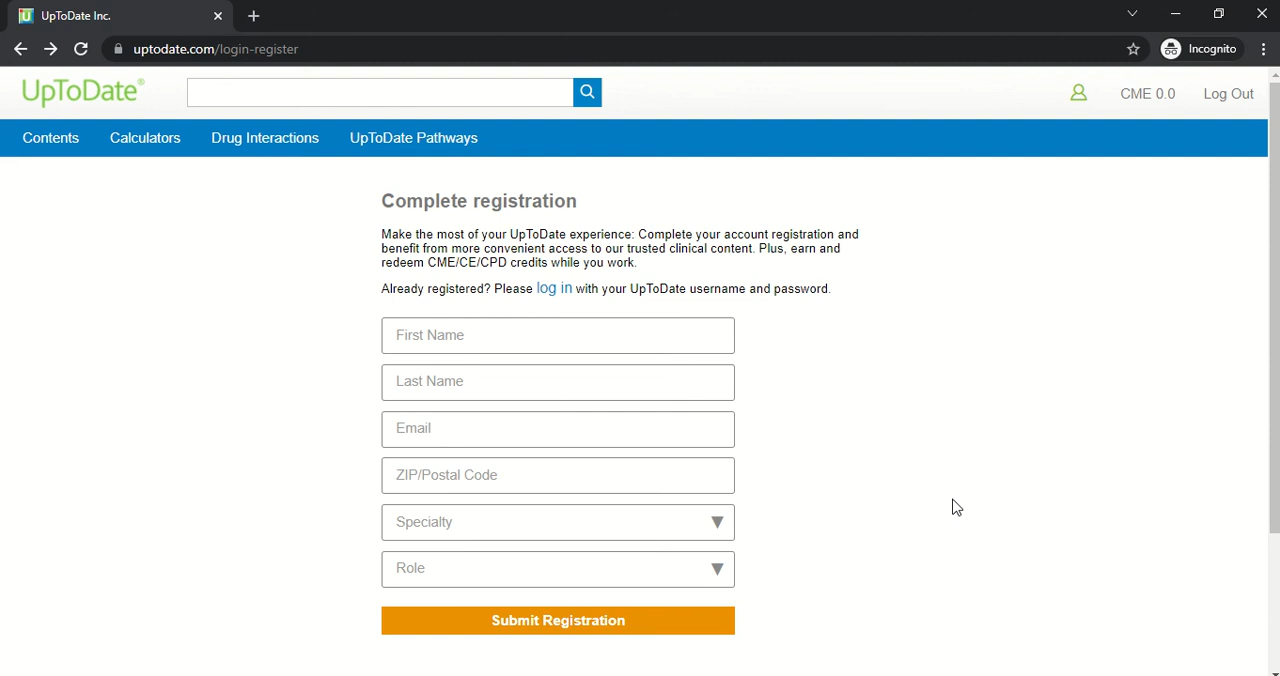 UpToDate Inc.
uptodate.com/login-register
Incognito
UpToDate®
CME 0.0
Log Out
Contents
Calculators
Drug Interactions
UpToDate Pathways
Complete registration
Make the most of your UpToDate experience: Complete your account registration and
benefit from more convenient access to our trusted clinical content. Plus, earn and
redeem CME/CE/CPD credits while you work.
Already registered? Please log in with your UpToDate username and password.
First Name
Last Name
Email
ZIP/Postal Code
Specialty
Role
Submit Registration